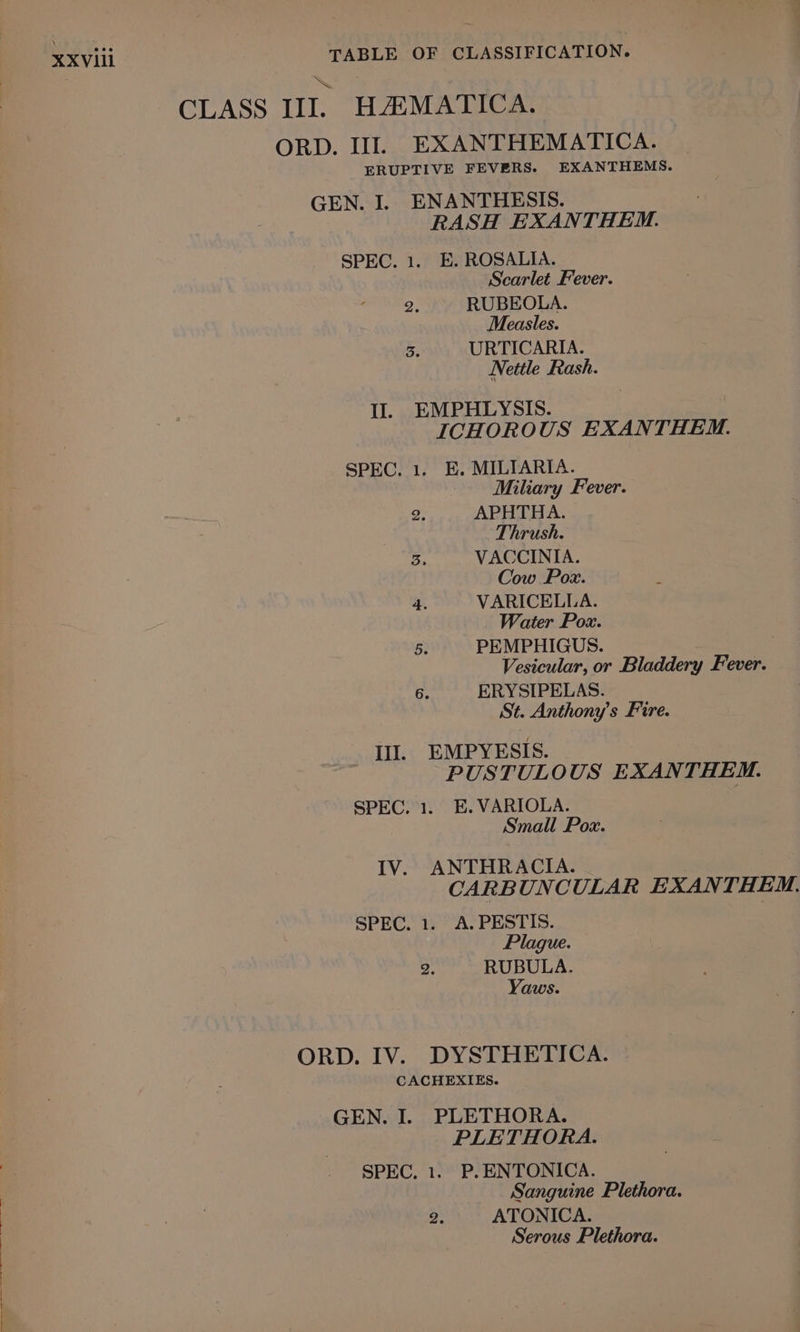 xxviii TABLE OF CLASSIFICATION.
CLASS III. HÆMATICA.
ORD. III. EXANTHEMATICA.
ERUPTIVE FEVERS. EXANTHEMS.
GEN. I. ENANTHESIS.
RASH EXANTHEM.
SPEC. 1. E. ROSALIA.
Scarlet Fever.
2. RUBEOLA.
Measles.
3. URTICARIA.
Nettle Rash.
II. EMPHLYSIS.
ICHOROUS EXANTHEM.
SPEC. 1. E. MILIARIA.
Miliary Fever.
2. APHTHA.
Thrush.
3. VACCINIA.
Cow Pox.
4. VARICELLA.
Water Pox.
5. PEMPHIGUS.
Vesicular, or Bladdery Fever.
6. ERYSIPELAS.
St. Anthony's Fire.
III. EMPYESIS.
PUSTULOUS EXANTHEM.
SPEC. 1. E. VARIOLA.
Small Pox.
IV. ANTHRACIA.
CARBUNCULAR EXANTHEM.
SPEC. 1. A. PESTIS.
Plague.
2. RUBULA.
Yaws.
ORD. IV. DYSTHETICA.
CACHEXIES.
GEN. I. PLETHORA.
PLETHORA.
SPEC. 1. P. ENTONICA.
Sanguine Plethora.
2. ATONICA.
Serous Plethora.